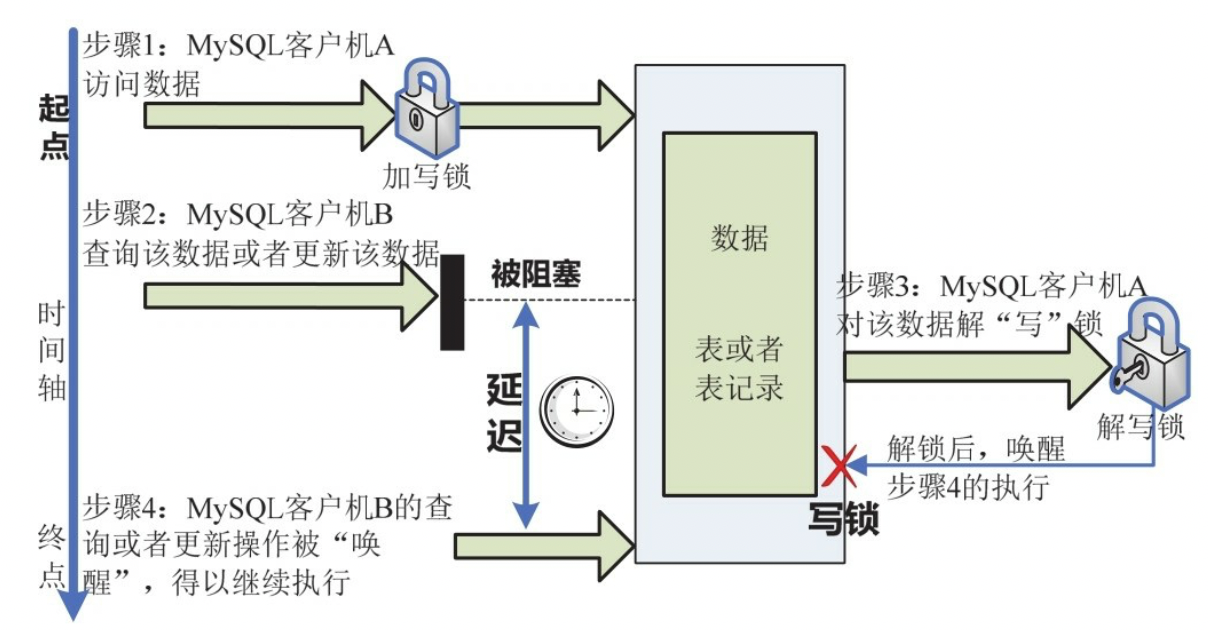 步骤1：MySQL客户机A
访问数据
起
点
加写锁
步骤2：MySQL客户机B
查询该数据或者更新该数据
被阻塞
数据
表或者
表记录
时
间
轴
延
迟
步骤3：MySQL客户机A
对该数据解“写”锁
解写锁
解锁后，唤醒
步骤4的执行
写锁
步骤4：MySQL客户机B的查
询或者更新操作被“唤
醒”，得以继续执行
终
点